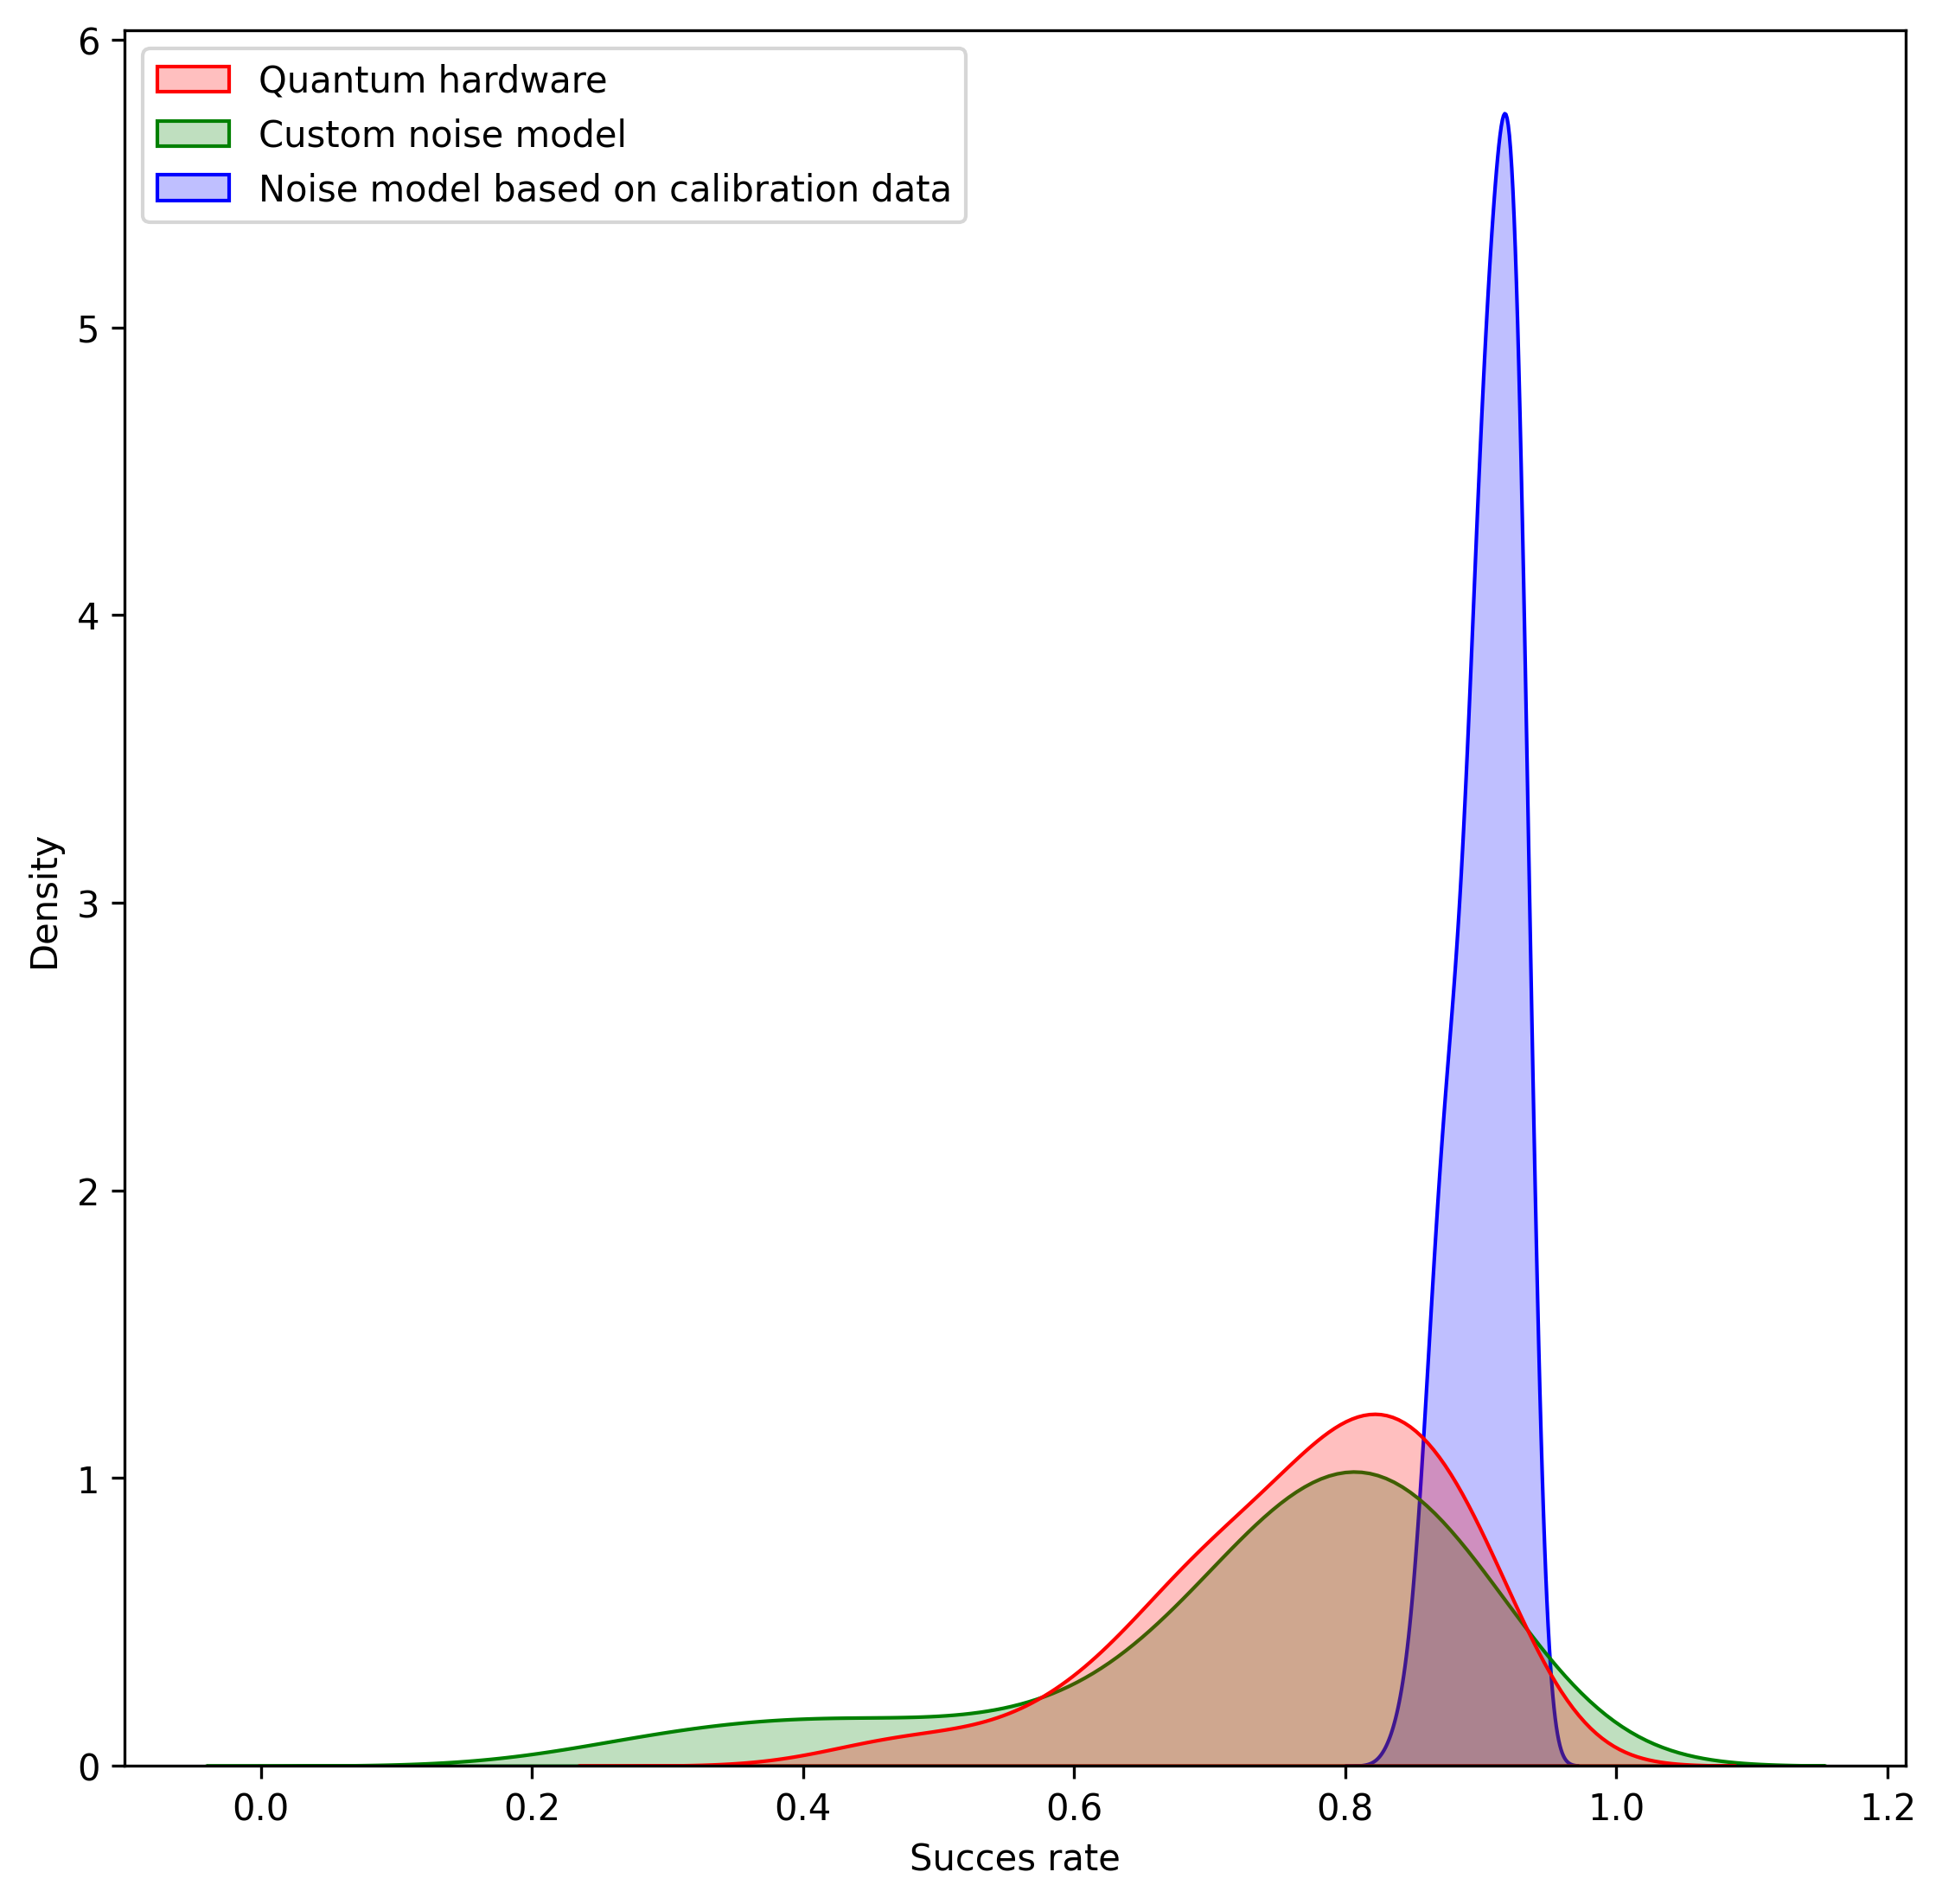 Quantum hardware
Custom noise model
Noise model based on calibration data
6
5
4
3
2
1
0
Density
0.0 0.2 0.4 0.6 0.8 1.0 1.2
Succes rate